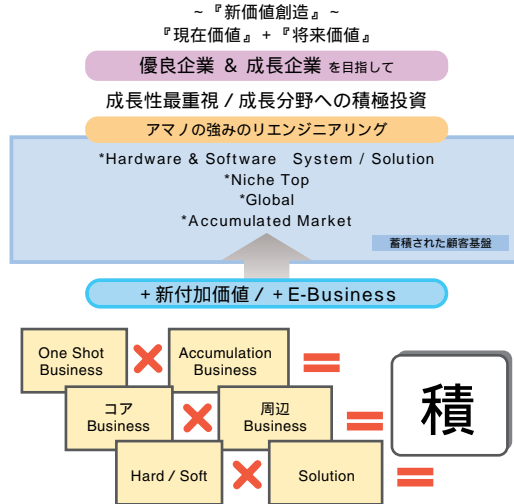 ~『新価値創造』~
『現在価値』+『将来価値』
優良企業 & 成長企業 を目指して
成長性最重視 / 成長分野への積極投資
アマノの強みのリエンジニアリング
*Hardware & Software System / Solution
*Niche Top
*Global
*Accumulated Market
蓄積された顧客基盤
+新付加価値 / +E-Business
One Shot
Business
×
Accumulation
Business
=
コア
Business
×
周辺
Business
=
積
Hard / Soft
×
Solution
=